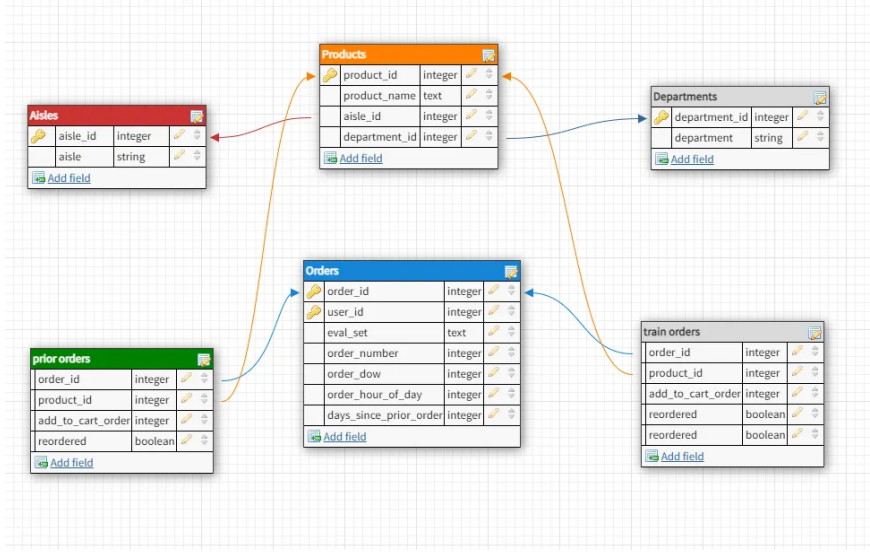 Products
product_id integer
product_name text
aisle_id integer
department_id integer
Add field
Aisles
aisle_id integer
aisle string
Add field
Departments
department_id integer
department string
Add field
Orders
order_id integer
user_id integer
eval_set text
order_number integer
order_dow integer
order_hour_of_day integer
days_since_prior_order integer
Add field
prior orders
order_id integer
product_id integer
add_to_cart_order integer
reordered boolean
Add field
train orders
order_id integer
product_id integer
add_to_cart_order integer
reordered boolean
reordered boolean
Add field